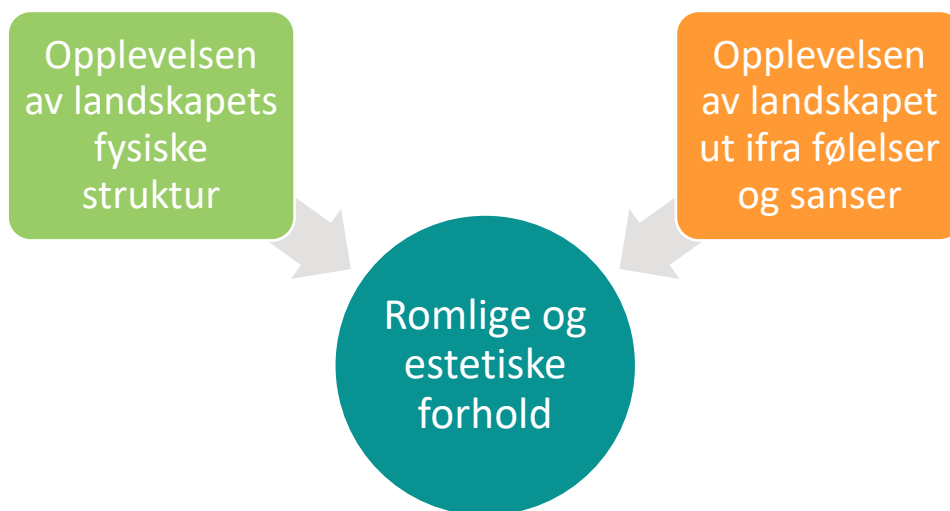 Opplevelsen
av landskapets
fysiske
struktur
Opplevelsen
av landskapet
ut ifra følelser
og sanser
Romlige og
estetiske
forhold